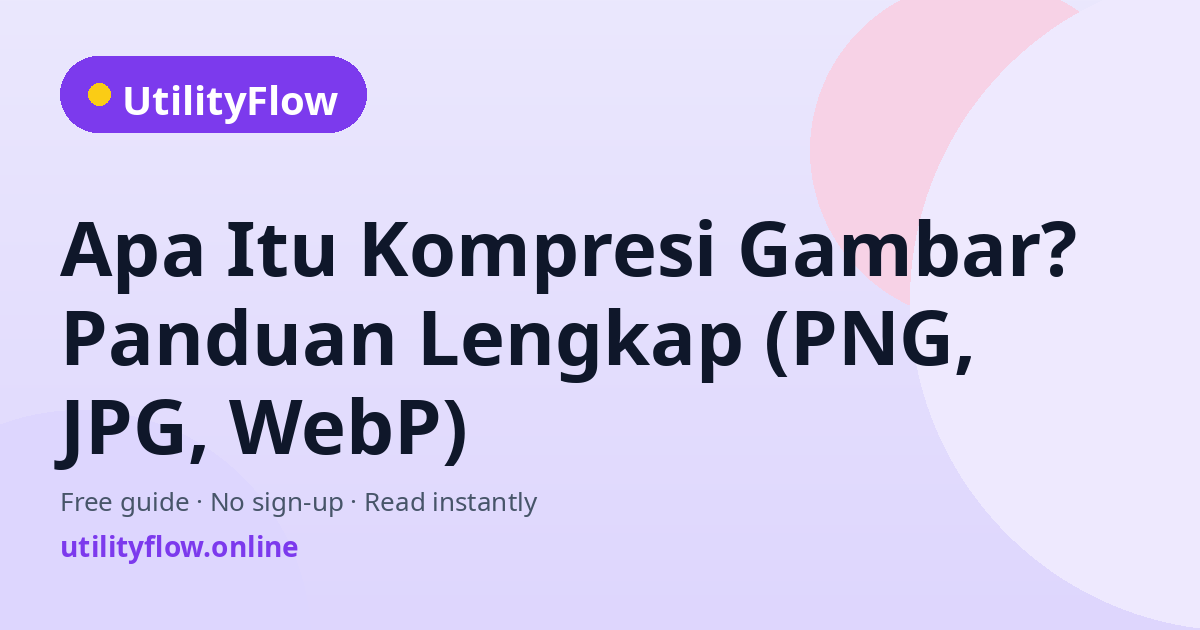 UtilityFlow
Apa Itu Kompresi Gambar?
Panduan Lengkap (PNG,
JPG, WebP)
Free guide · No sign-up · Read instantly
utilityflow.online